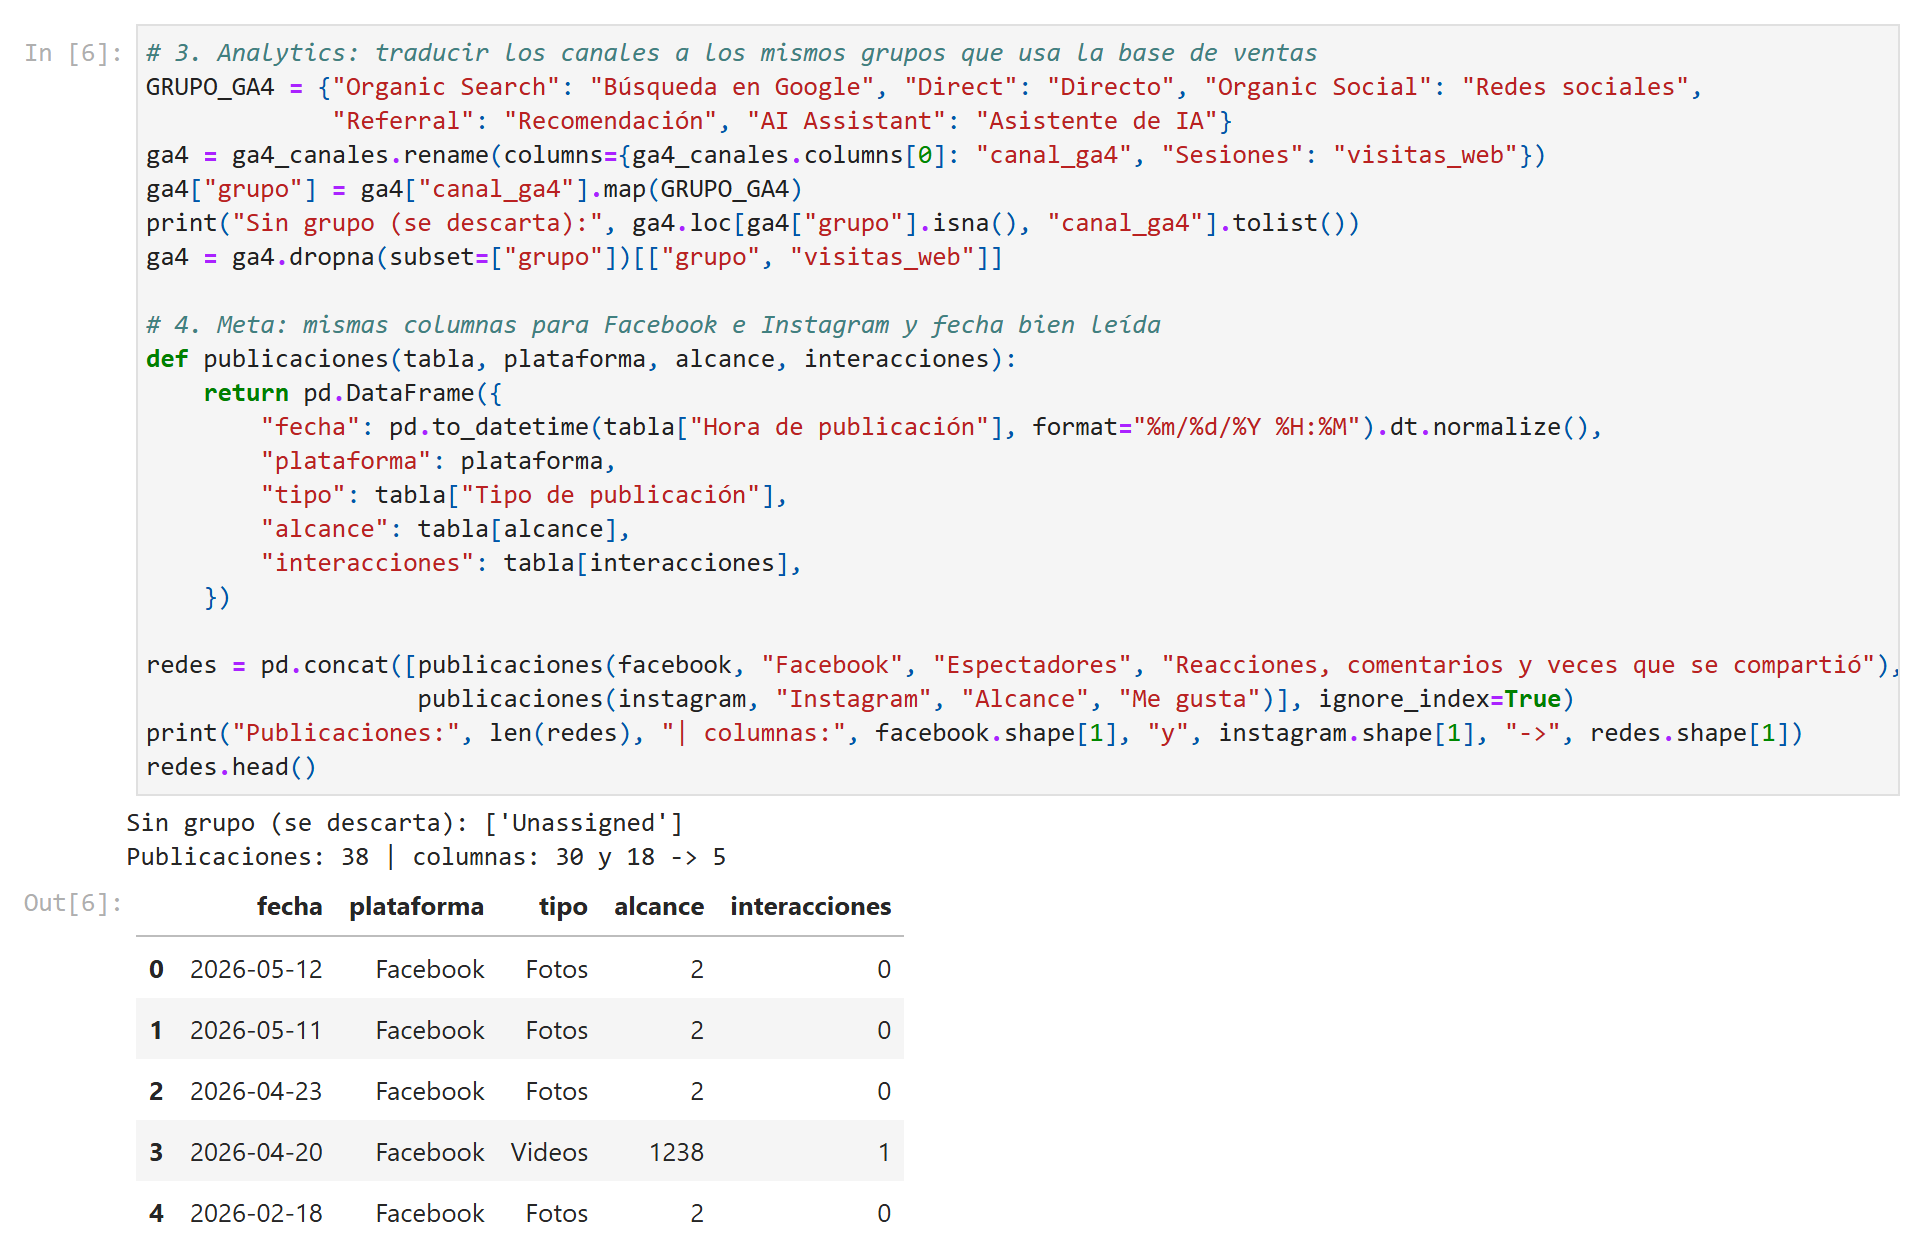 In [6]:
# 3. Analytics: traducir los canales a los mismos grupos que usa la base de ventas
GRUPO_GA4 = {"Organic Search": "Búsqueda en Google", "Direct": "Directo", "Organic Social": "Redes sociales",
             "Referral": "Recomendación", "AI Assistant": "Asistente de IA"}
ga4 = ga4_canales.rename(columns={ga4_canales.columns[0]: "canal_ga4", "Sesiones": "visitas_web"})
ga4["grupo"] = ga4["canal_ga4"].map(GRUPO_GA4)
print("Sin grupo (se descarta):", ga4.loc[ga4["grupo"].isna(), "canal_ga4"].tolist())
ga4 = ga4.dropna(subset=["grupo"])[["grupo", "visitas_web"]]

# 4. Meta: mismas columnas para Facebook e Instagram y fecha bien leída
def publicaciones(tabla, plataforma, alcance, interacciones):
    return pd.DataFrame({
        "fecha": pd.to_datetime(tabla["Hora de publicación"], format="%m/%d/%Y %H:%M").dt.normalize(),
        "plataforma": plataforma,
        "tipo": tabla["Tipo de publicación"],
        "alcance": tabla[alcance],
        "interacciones": tabla[interacciones],
    })

redes = pd.concat([publicaciones(facebook, "Facebook", "Espectadores", "Reacciones, comentarios y veces que se compartió"),
                   publicaciones(instagram, "Instagram", "Alcance", "Me gusta")], ignore_index=True)
print("Publicaciones:", len(redes), "| columnas:", facebook.shape[1], "y", instagram.shape[1], "->", redes.shape[1])
redes.head()
Sin grupo (se descarta): ['Unassigned']
Publicaciones: 38 | columnas: 30 y 18 -> 5
Out[6]:
fecha plataforma tipo alcance interacciones
0 2026-05-12 Facebook Fotos 2 0
1 2026-05-11 Facebook Fotos 2 0
2 2026-04-23 Facebook Fotos 2 0
3 2026-04-20 Facebook Videos 1238 1
4 2026-02-18 Facebook Fotos 2 0